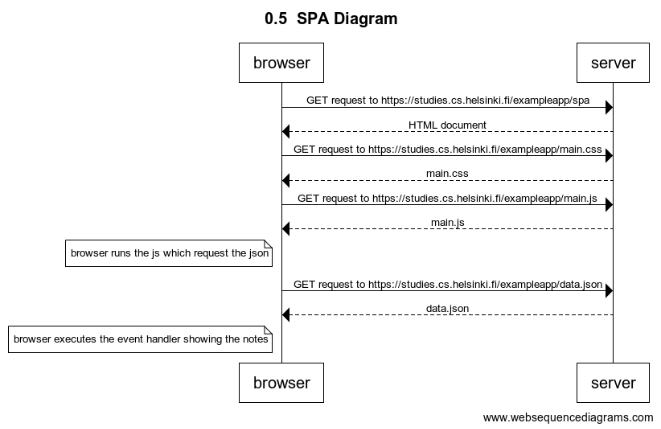 0.5 SPA Diagram
browser
server
GET request to https://studies.cs.helsinki.fi/exampleapp/spa
HTML document
GET request to https://studies.cs.helsinki.fi/exampleapp/main.css
main.css
GET request to https://studies.cs.helsinki.fi/exampleapp/main.js
main.js
browser runs the js which request the json
GET request to https://studies.cs.helsinki.fi/exampleapp/data.json
data.json
browser executes the event handler showing the notes
browser
server
www.websequencediagrams.com